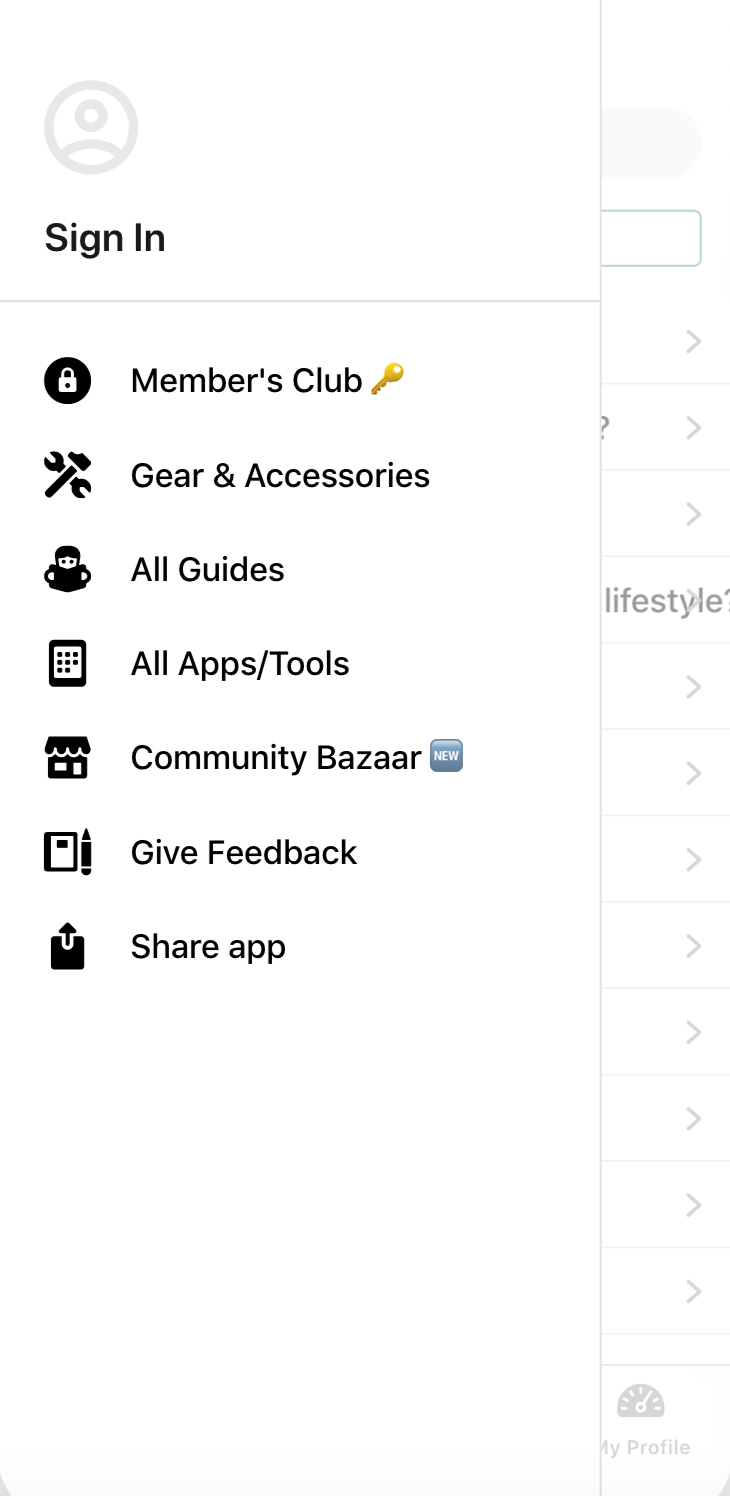 Sign In
Member's Club 🔑
Gear & Accessories
?
All Guides
lifestyle?
All Apps/Tools
Community Bazaar 🆕
Give Feedback
Share app
My Profile